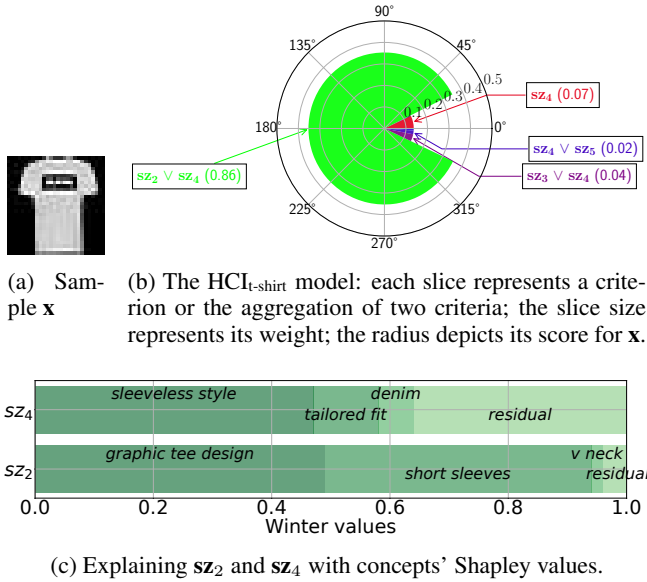 90°
135°
45°
0.1
0.2
0.3
0.4
0.5
sz₄ (0.07)
180°
0°
sz₄ ∨ sz₅ (0.02)
sz₂ ∨ sz₄ (0.86)
sz₃ ∨ sz₄ (0.04)
225°
315°
270°
(a) Sam-
ple x
(b) The HCIt-shirt model: each slice represents a crite-
rion or the aggregation of two criteria; the slice size
represents its weight; the radius depicts its score for x.
sleeveless style
denim
sz₄
tailored fit
residual
graphic tee design
v neck
sz₂
short sleeves
residual
0.0 0.2 0.4 0.6 0.8 1.0
Winter values
(c) Explaining sz₂ and sz₄ with concepts’ Shapley values.